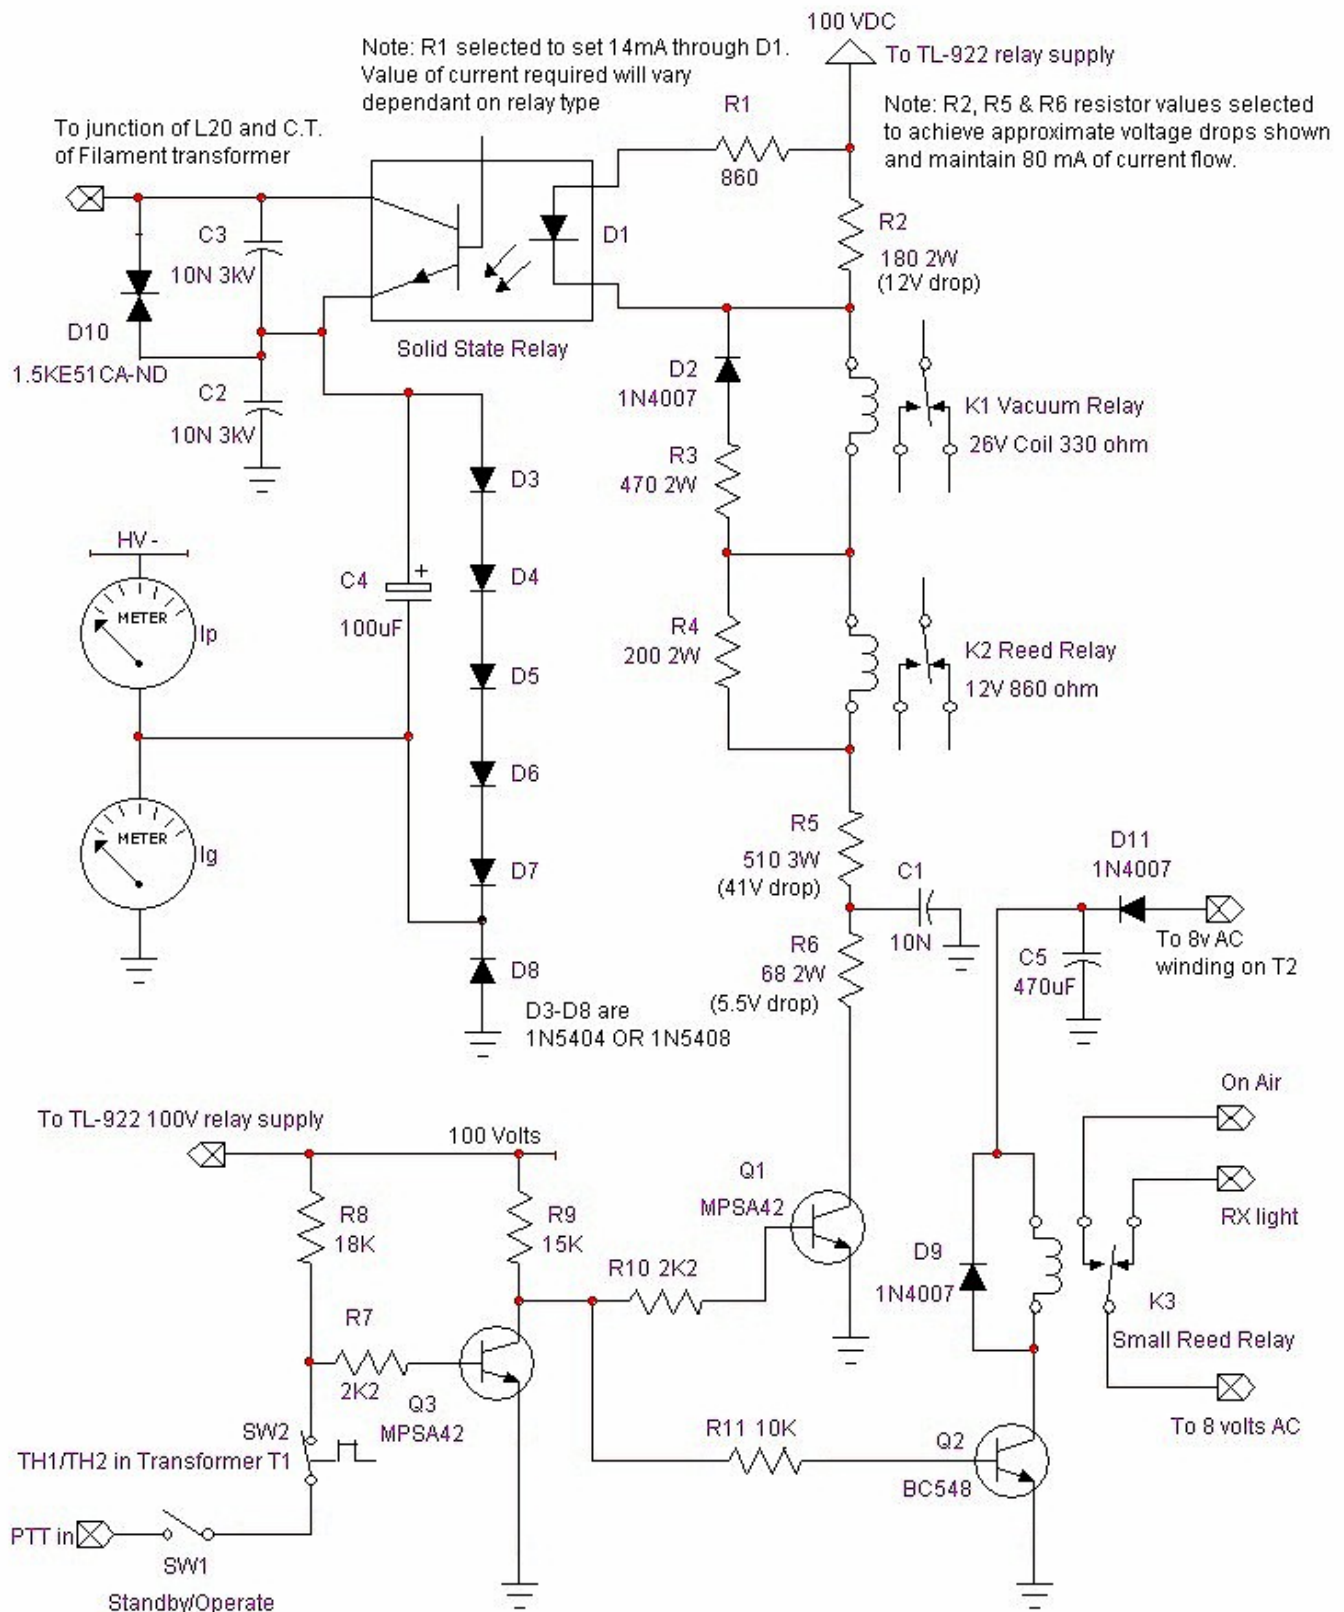 100 VDC
To TL-922 relay supply
Note: R1 selected to set 14mA through D1.
Value of current required will vary
dependant on relay type
Note: R2, R5 & R6 resistor values selected
to achieve approximate voltage drops shown
and maintain 80 mA of current flow.
To junction of L20 and C.T.
of Filament transformer
R1
860
R2
180 2W
(12V drop)
C3
10N 3kV
D1
D10
1.5KE51CA-ND
Solid State Relay
C2
10N 3kV
D2
1N4007
K1 Vacuum Relay
26V Coil 330 ohm
R3
470 2W
D3
HV -
METER
Ip
C4
+
100uF
D4
R4
200 2W
K2 Reed Relay
12V 860 ohm
D5
D6
METER
Ig
D7
R5
510 3W
(41V drop)
C1
10N
D11
1N4007
To 8v AC
winding on T2
R6
68 2W
(5.5V drop)
C5
470uF
D8
D3-D8 are
1N5404 OR 1N5408
On Air
To TL-922 100V relay supply
100 Volts
Q1
MPSA42
RX light
R8
18K
R9
15K
R10 2K2
D9
1N4007
K3
Small Reed Relay
R7
2K2
Q3
MPSA42
SW2
TH1/TH2 in Transformer T1
R11 10K
Q2
BC548
To 8 volts AC
PTT in
SW1
Standby/Operate